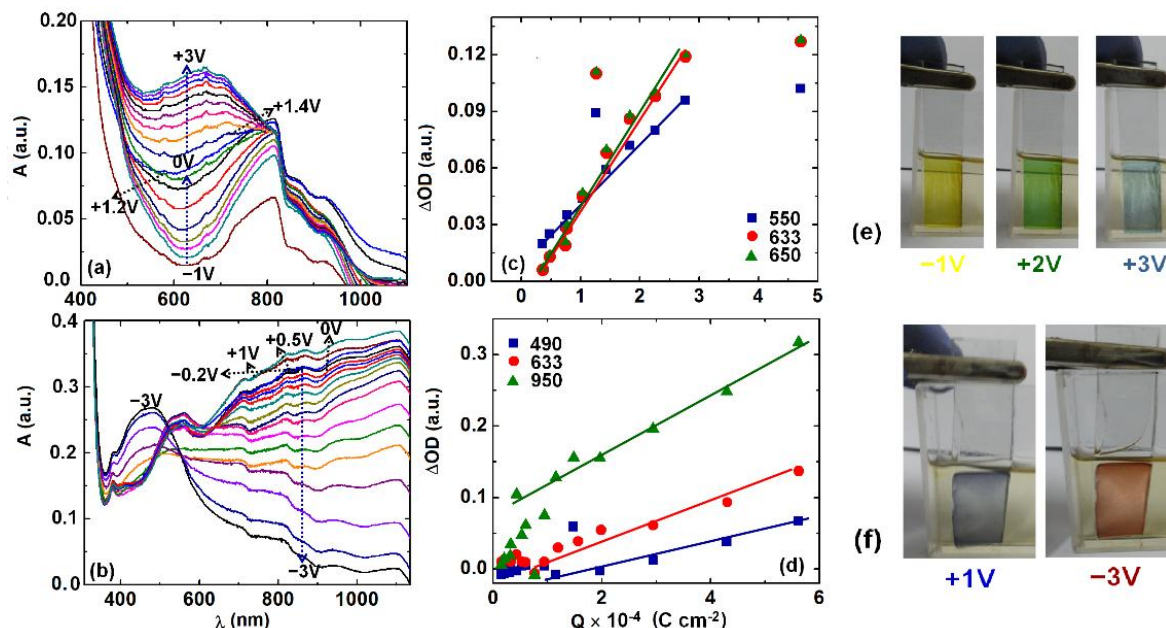 0.20
0.15
0.10
0.05
0.0
A (a.u.)
+3V
+1.4V
0V
+1.2V
−1V
(a)
400 600 800 1000
0.4
0.3
0.2
0.1
0.0
A (a.u.)
−3V
+1V
+0.5V
0V
−0.2V
−3V
(b)
400 600 800 1000
λ (nm)
0.12
0.09
0.06
0.03
0.00
ΔOD (a.u.)
550
633
650
(c)
0 1 2 3 4 5
0.3
0.2
0.1
0.0
ΔOD (a.u.)
490
633
950
(d)
0 2 4 6
Q × 10⁻⁴ (C cm⁻²)
(e)
−1V
+2V
+3V
(f)
+1V
−3V